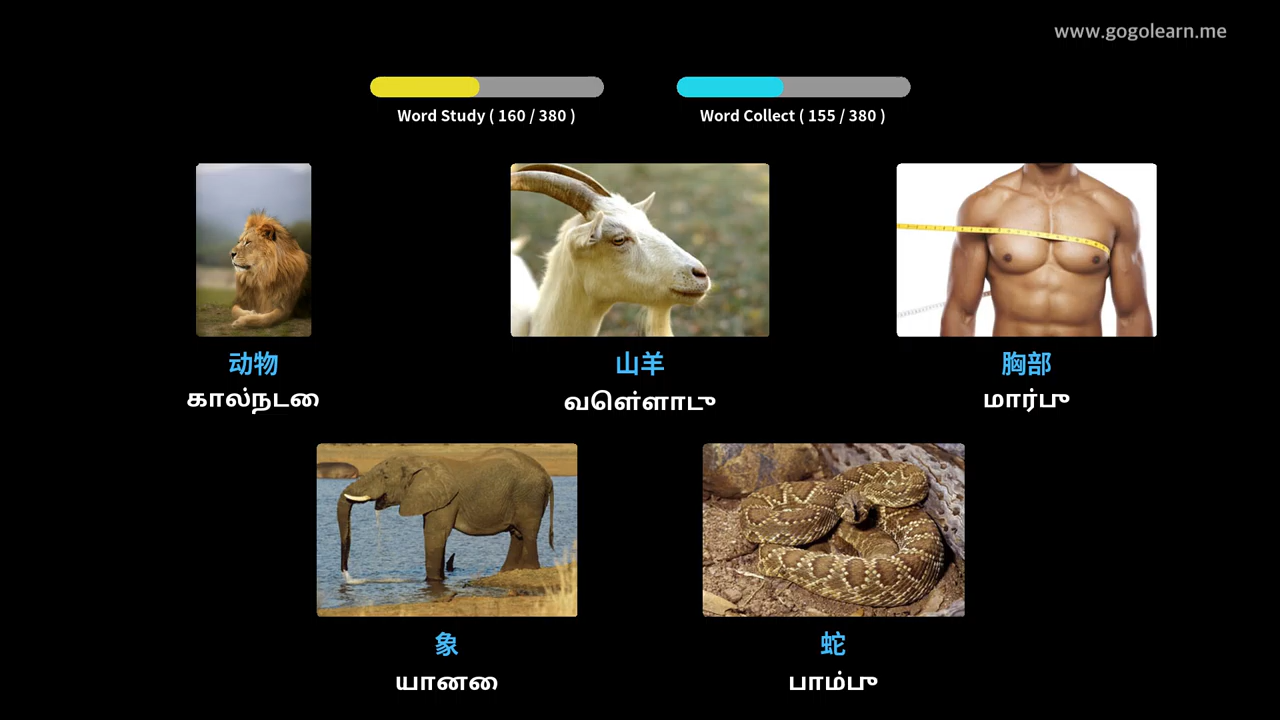 www.gogolearn.me
Word Study ( 160 / 380 )
Word Collect ( 155 / 380 )
动物
கால்நடை
山羊
வெள்ளாடு
胸部
மார்பு
象
யானை
蛇
பாம்பு